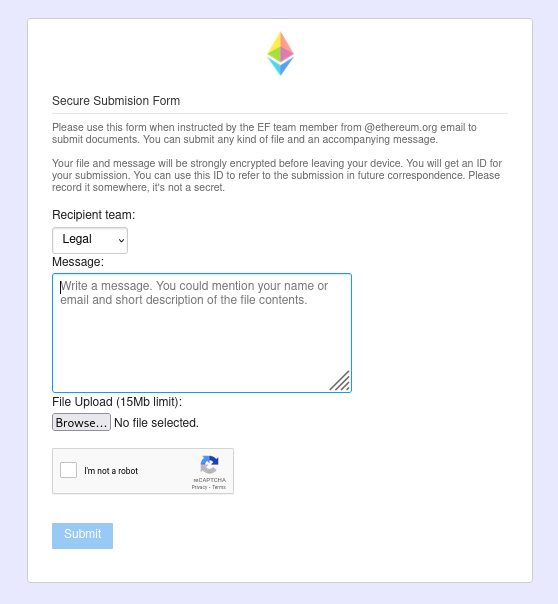 Secure Submision Form
Please use this form when instructed by the EF team member from @ethereum.org email to
submit documents. You can submit any kind of file and an accompanying message.
Your file and message will be strongly encrypted before leaving your device. You will get an ID for
your submission. You can use this ID to refer to the submission in future correspondence. Please
record it somewhere, it's not a secret.
Recipient team:
Legal
Message:
Write a message. You could mention your name or
email and short description of the file contents.
File Upload (15Mb limit):
Browse... No file selected.
I'm not a robot
reCAPTCHA
Privacy - Terms
Submit